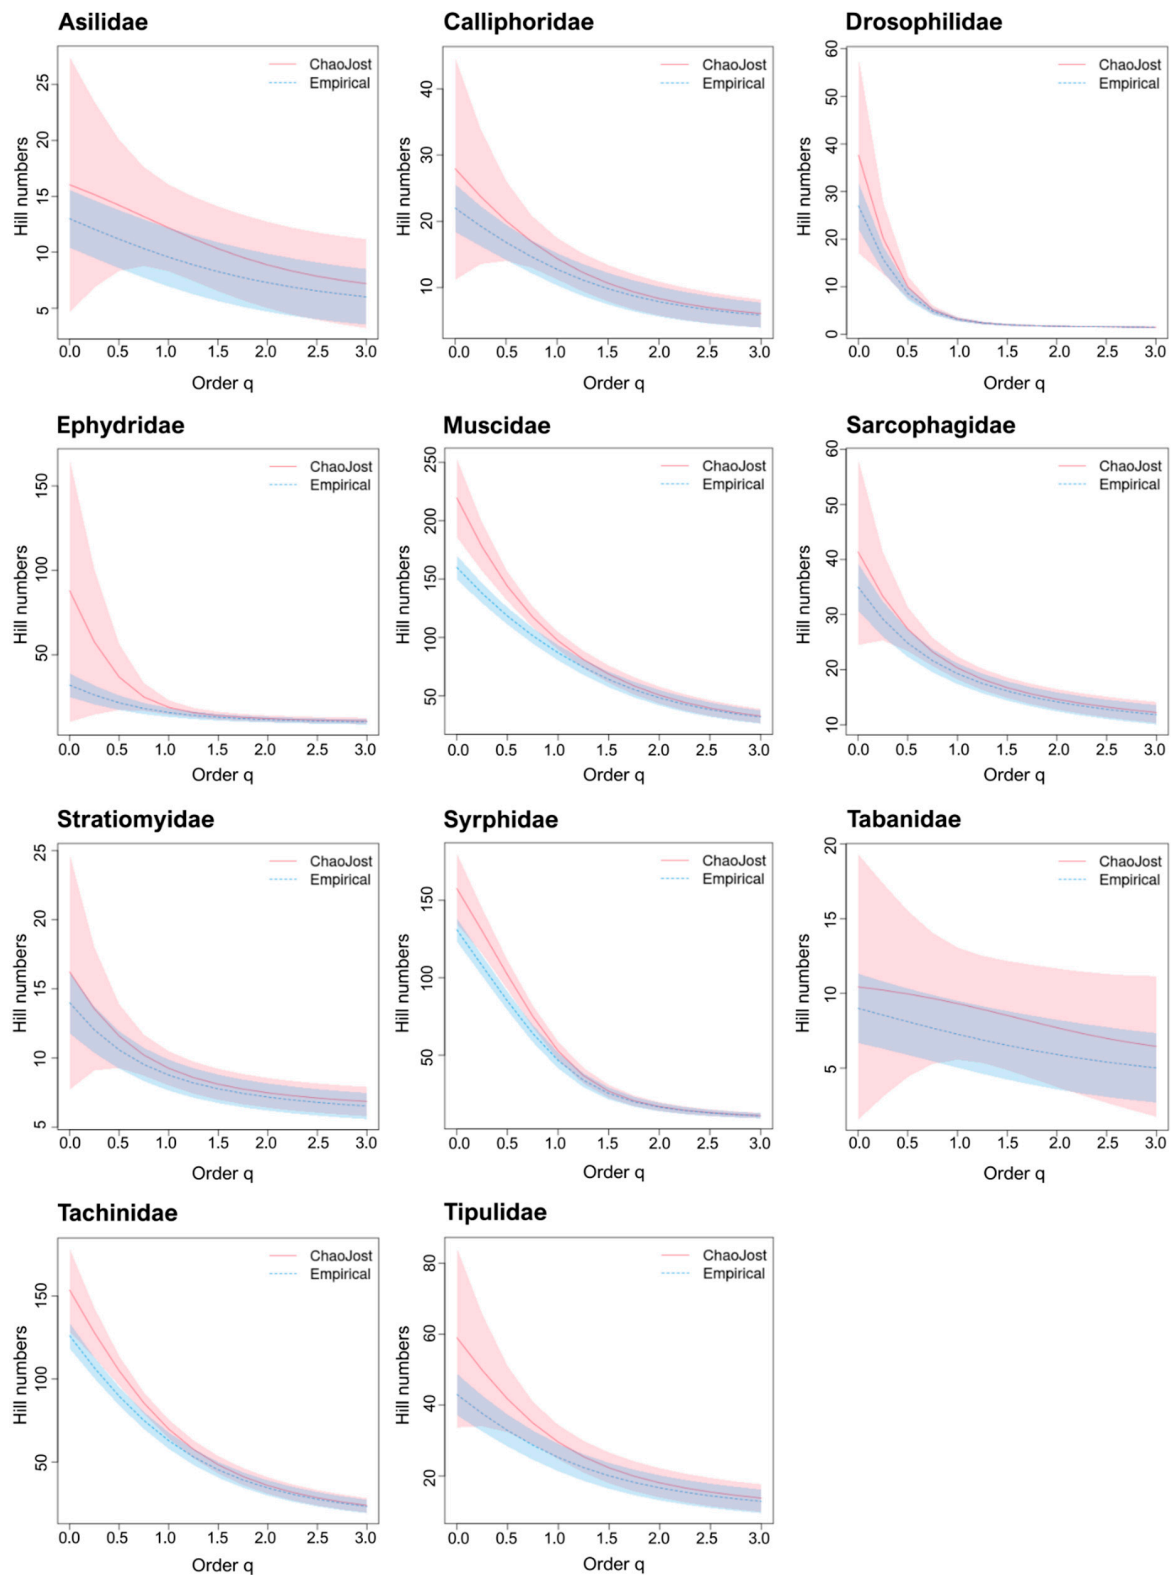 Asilidae
Calliphoridae
Drosophilidae
ChaoJost
Empirical
Hill numbers
5
10
15
20
25
0.0 0.5 1.0 1.5 2.0 2.5 3.0
Order q
ChaoJost
Empirical
Hill numbers
10
20
30
40
0.0 0.5 1.0 1.5 2.0 2.5 3.0
Order q
ChaoJost
Empirical
Hill numbers
0
10
20
30
40
50
60
0.0 0.5 1.0 1.5 2.0 2.5 3.0
Order q
Ephydridae
Muscidae
Sarcophagidae
ChaoJost
Empirical
Hill numbers
50
100
150
0.0 0.5 1.0 1.5 2.0 2.5 3.0
Order q
ChaoJost
Empirical
Hill numbers
50
100
150
200
250
0.0 0.5 1.0 1.5 2.0 2.5 3.0
Order q
ChaoJost
Empirical
Hill numbers
10
20
30
40
50
60
0.0 0.5 1.0 1.5 2.0 2.5 3.0
Order q
Stratiomyidae
Syrphidae
Tabanidae
ChaoJost
Empirical
Hill numbers
5
10
15
20
25
0.0 0.5 1.0 1.5 2.0 2.5 3.0
Order q
ChaoJost
Empirical
Hill numbers
50
100
150
0.0 0.5 1.0 1.5 2.0 2.5 3.0
Order q
ChaoJost
Empirical
Hill numbers
5
10
15
20
0.0 0.5 1.0 1.5 2.0 2.5 3.0
Order q
Tachinidae
Tipulidae
ChaoJost
Empirical
Hill numbers
50
100
150
0.0 0.5 1.0 1.5 2.0 2.5 3.0
Order q
ChaoJost
Empirical
Hill numbers
20
40
60
80
0.0 0.5 1.0 1.5 2.0 2.5 3.0
Order q